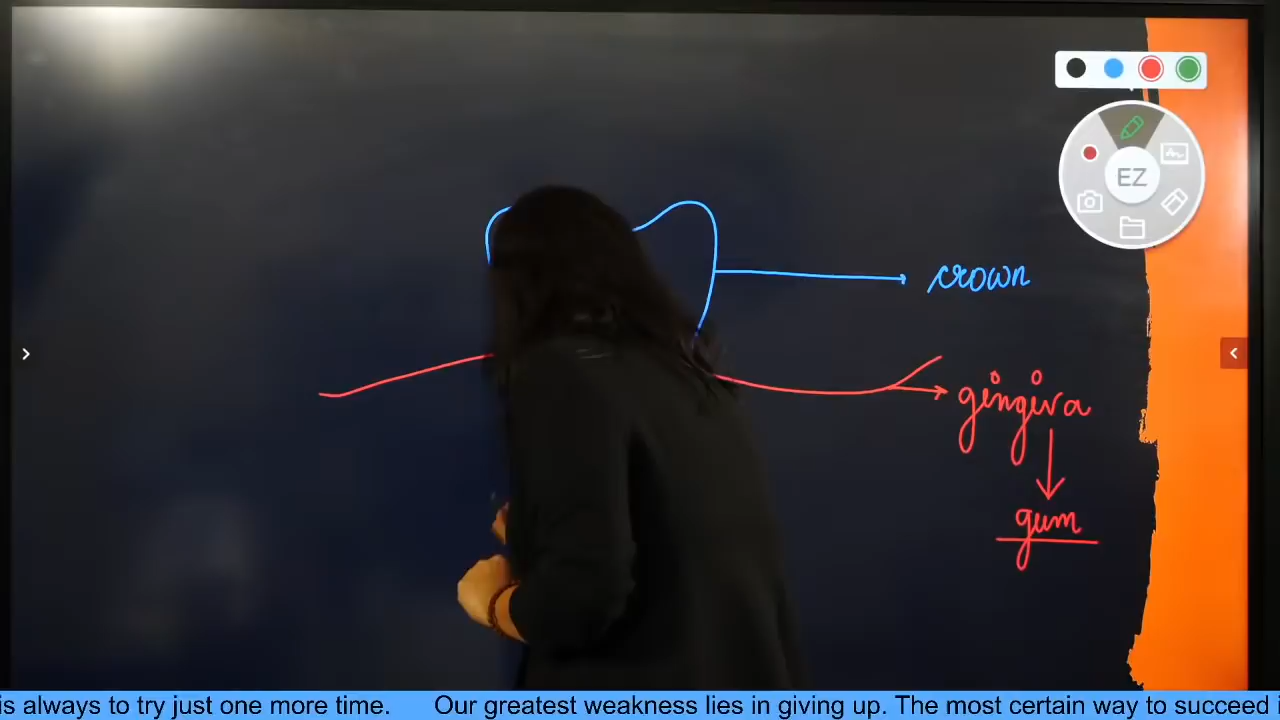 EZ
crown
gingiva
gum
is always to try just one more time. Our greatest weakness lies in giving up. The most certain way to succeed i